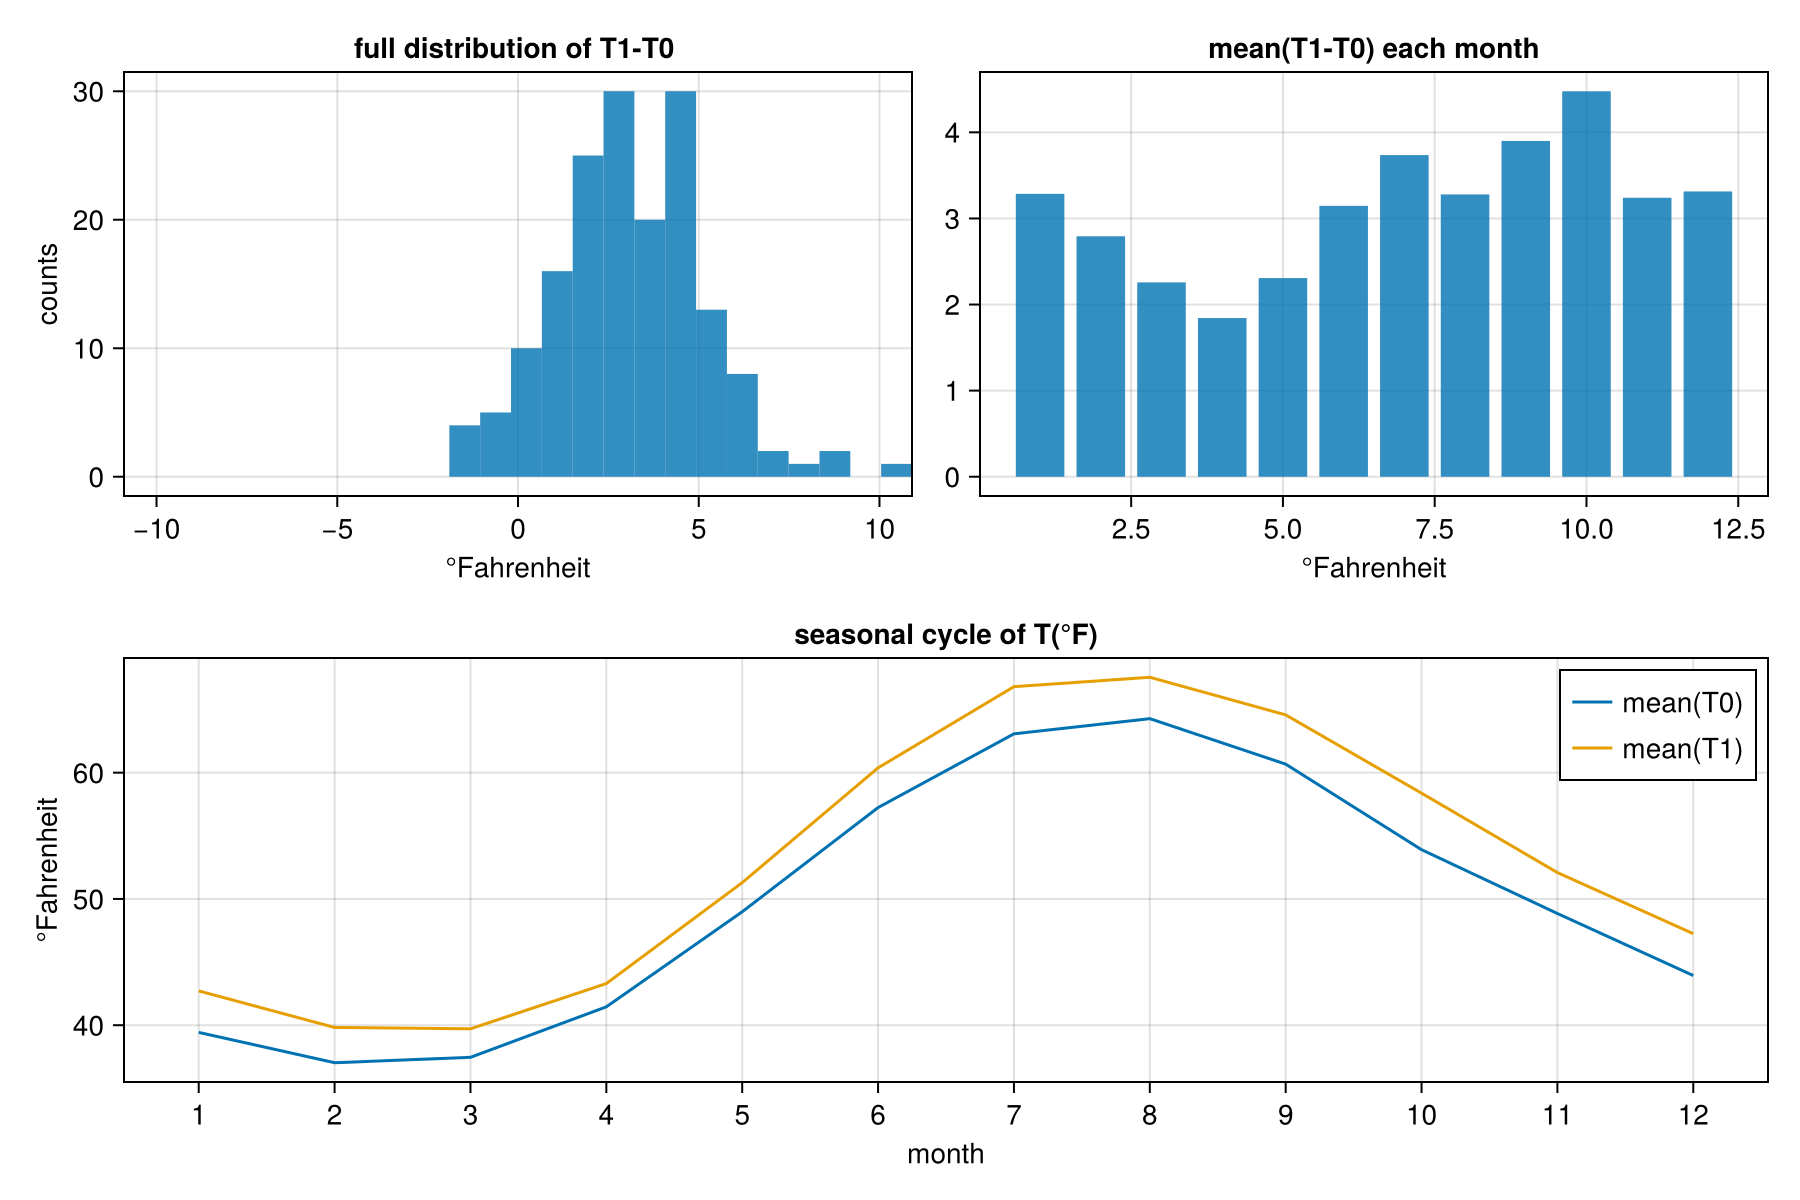 full distribution of T1-T0
counts
30
20
10
0
−10 −5 0 5 10
°Fahrenheit
mean(T1-T0) each month
4
3
2
1
0
2.5 5.0 7.5 10.0 12.5
°Fahrenheit
seasonal cycle of T(°F)
mean(T0)
mean(T1)
°Fahrenheit
60
50
40
1 2 3 4 5 6 7 8 9 10 11 12
month